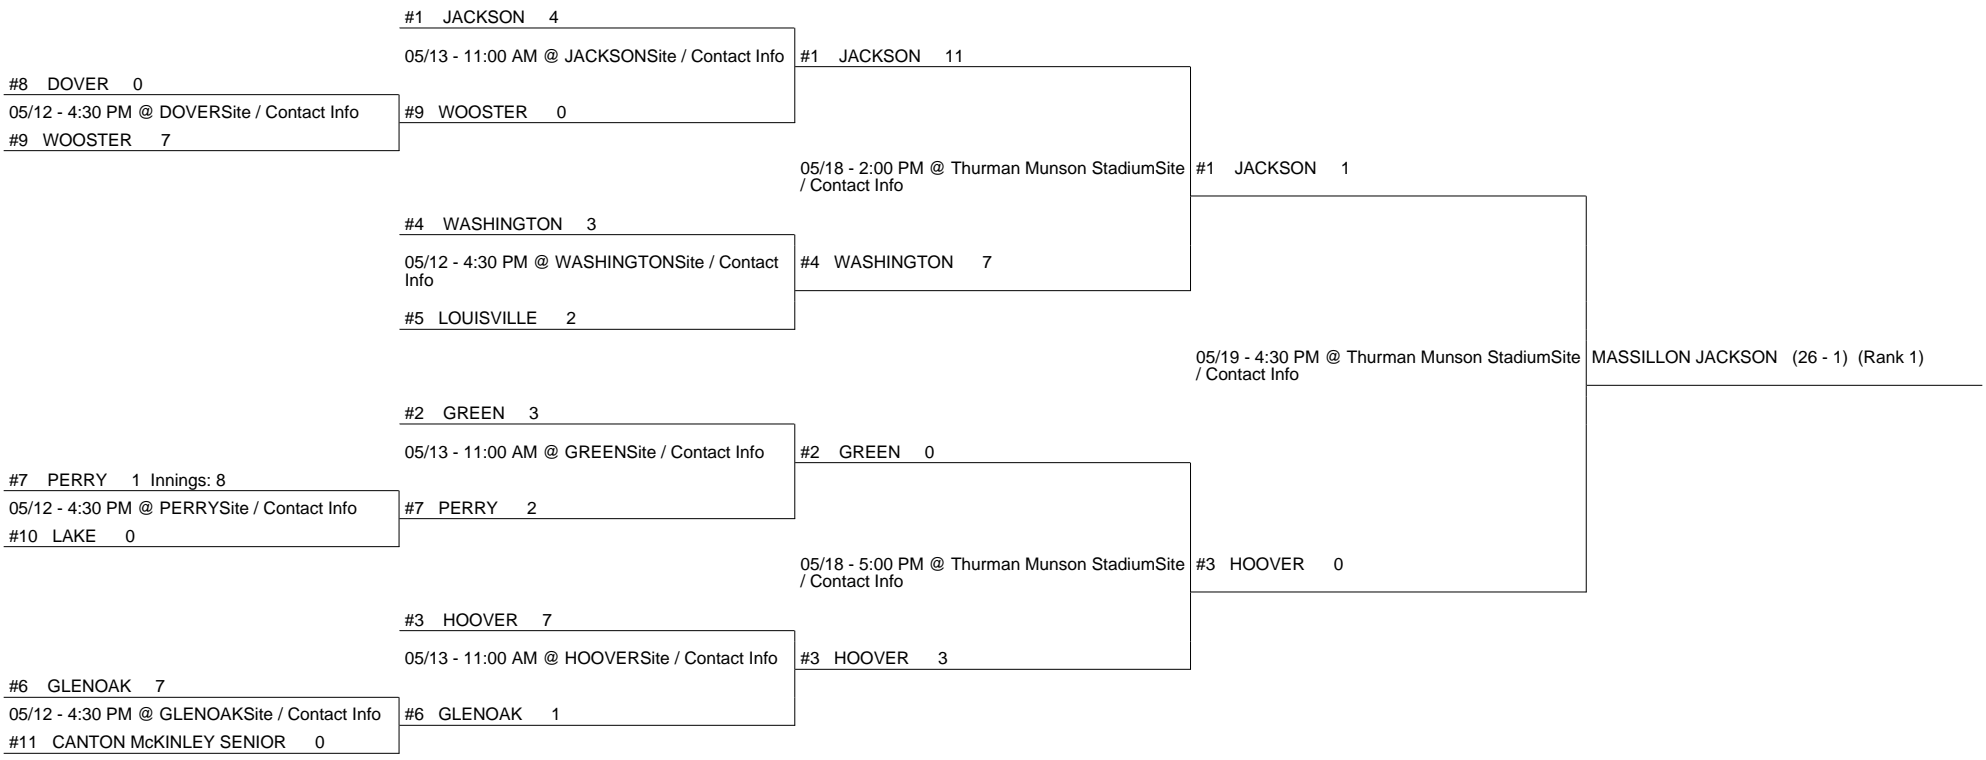 #1 JACKSON 4
05/13 - 11:00 AM @ JACKSONSite / Contact Info
#1 JACKSON 11
#8 DOVER 0
05/12 - 4:30 PM @ DOVERSite / Contact Info
#9 WOOSTER 0
#9 WOOSTER 7
05/18 - 2:00 PM @ Thurman Munson StadiumSite
/ Contact Info
#1 JACKSON 1
#4 WASHINGTON 3
05/12 - 4:30 PM @ WASHINGTONSite / Contact
Info
#4 WASHINGTON 7
#5 LOUISVILLE 2
05/19 - 4:30 PM @ Thurman Munson StadiumSite
/ Contact Info
MASSILLON JACKSON (26 - 1) (Rank 1)
#2 GREEN 3
05/13 - 11:00 AM @ GREENSite / Contact Info
#2 GREEN 0
#7 PERRY 1 Innings: 8
05/12 - 4:30 PM @ PERRYSite / Contact Info
#7 PERRY 2
#10 LAKE 0
05/18 - 5:00 PM @ Thurman Munson StadiumSite
/ Contact Info
#3 HOOVER 0
#3 HOOVER 7
05/13 - 11:00 AM @ HOOVERSite / Contact Info
#3 HOOVER 3
#6 GLENOAK 7
05/12 - 4:30 PM @ GLENOAKSite / Contact Info
#6 GLENOAK 1
#11 CANTON McKINLEY SENIOR 0